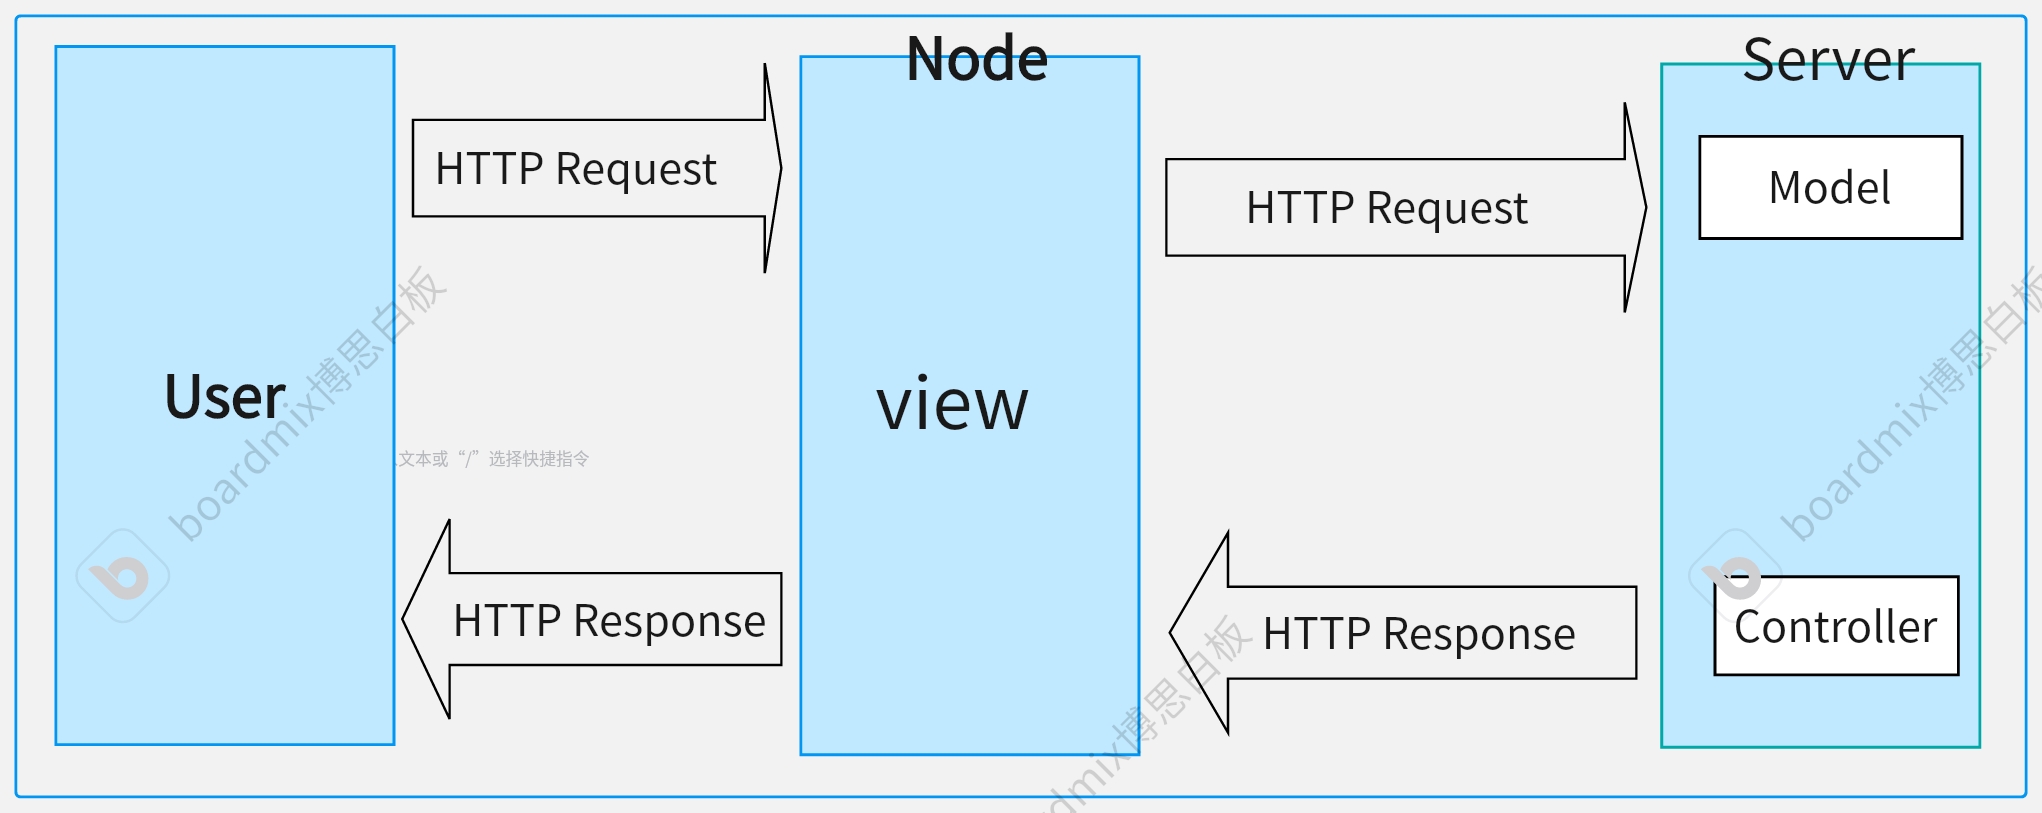 Node
Server
HTTP Request
HTTP Request
Model
User
view
文本或“/”选择快捷指令
HTTP Response
HTTP Response
Controller
boardmix博思白板
boardmix博思白板
dmix博思白板